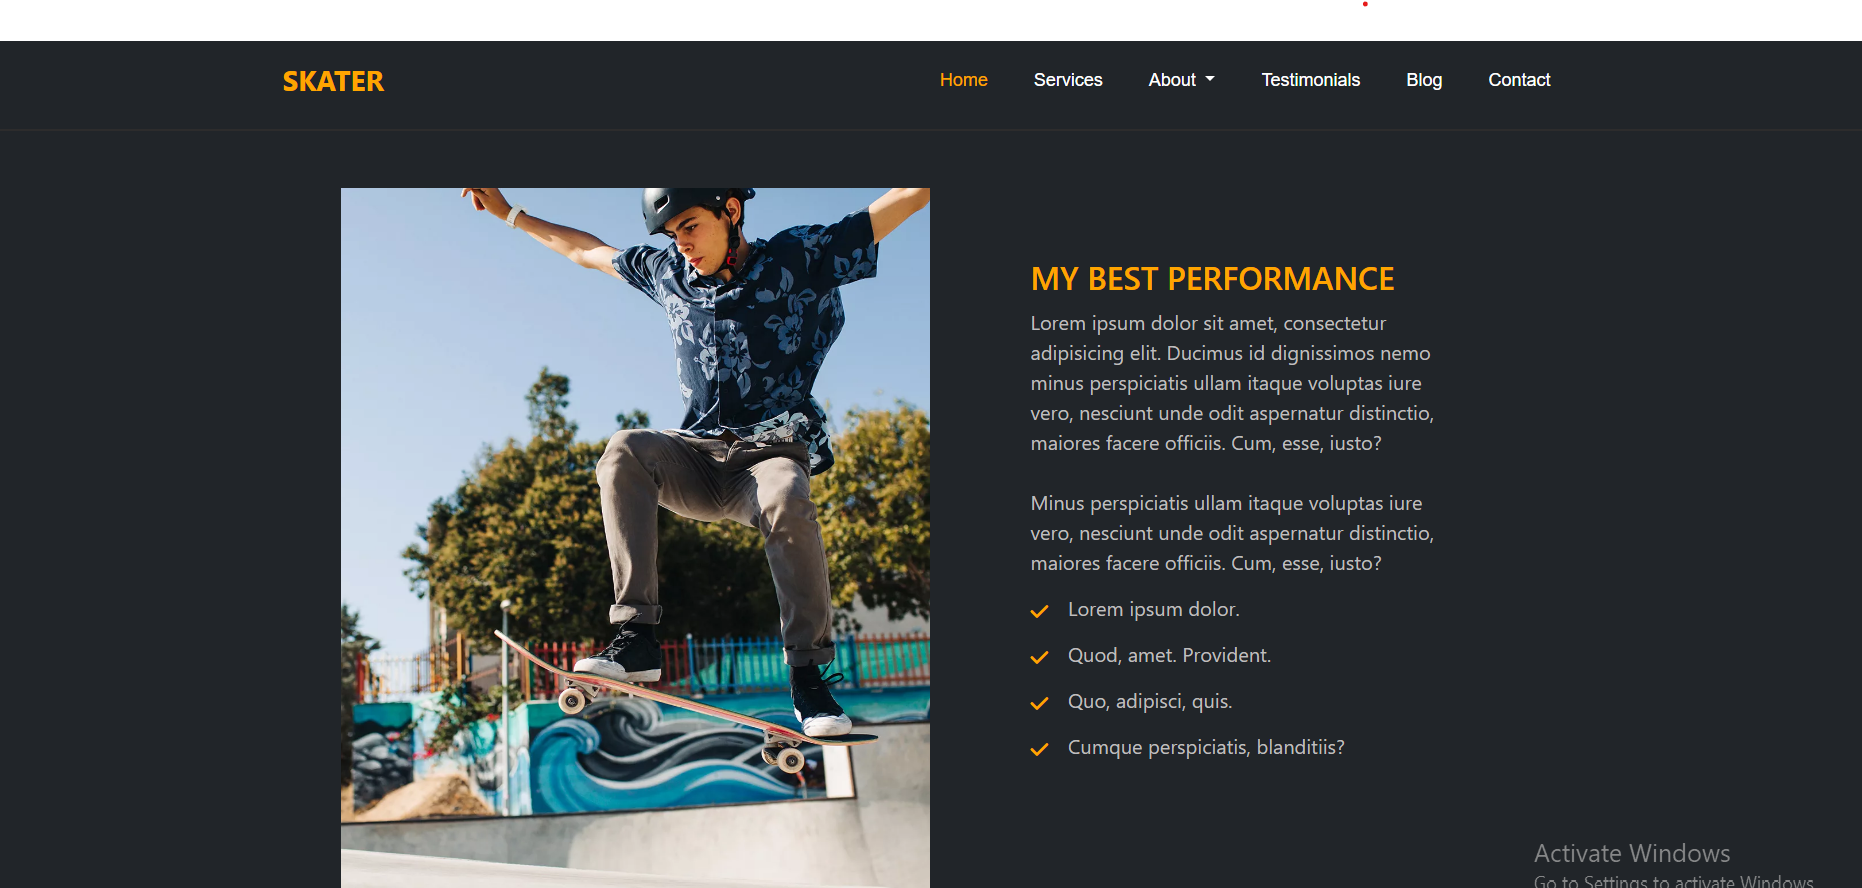 SKATER
Home Services About Testimonials Blog Contact
MY BEST PERFORMANCE
Lorem ipsum dolor sit amet, consectetur
adipisicing elit. Ducimus id dignissimos nemo
minus perspiciatis ullam itaque voluptas iure
vero, nesciunt unde odit aspernatur distinctio,
maiores facere officiis. Cum, esse, iusto?
Minus perspiciatis ullam itaque voluptas iure
vero, nesciunt unde odit aspernatur distinctio,
maiores facere officiis. Cum, esse, iusto?
Lorem ipsum dolor.
Quod, amet. Provident.
Quo, adipisci, quis.
Cumque perspiciatis, blanditiis?
Activate Windows
Go to Settings to activate Windows.